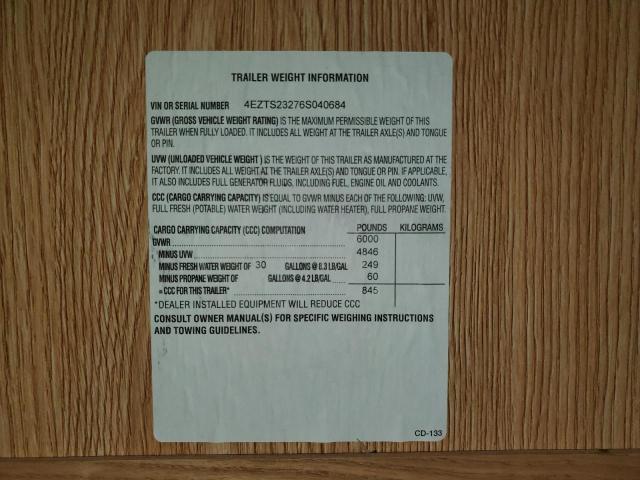 TRAILER WEIGHT INFORMATION
VIN OR SERIAL NUMBER 4EZTS23276S040684
GVWR (GROSS VEHICLE WEIGHT RATING) IS THE MAXIMUM PERMISSIBLE WEIGHT OF THIS
TRAILER WHEN FULLY LOADED. IT INCLUDES ALL WEIGHT AT THE TRAILER AXLE(S) AND TONGUE
OR PIN.
UVW (UNLOADED VEHICLE WEIGHT ) IS THE WEIGHT OF THIS TRAILER AS MANUFACTURED AT THE
FACTORY. IT INCLUDES ALL WEIGHT AT THE TRAILER AXLE(S) AND TONGUE OR PIN. IF APPLICABLE,
IT ALSO INCLUDES FULL GENERATOR FLUIDS, INCLUDING FUEL, ENGINE OIL AND COOLANTS.
CCC (CARGO CARRYING CAPACITY) IS EQUAL TO GVWR MINUS EACH OF THE FOLLOWING: UVW,
FULL FRESH (POTABLE) WATER WEIGHT (INCLUDING WATER HEATER), FULL PROPANE WEIGHT.
CARGO CARRYING CAPACITY (CCC) COMPUTATION POUNDS KILOGRAMS
GVWR 6000
MINUS UVW 4846
MINUS FRESH WATER WEIGHT OF 30 GALLONS @ 8.3 LB/GAL 249
MINUS PROPANE WEIGHT OF GALLONS @ 4.2 LB/GAL 60
= CCC FOR THIS TRAILER* 845
*DEALER INSTALLED EQUIPMENT WILL REDUCE CCC
CONSULT OWNER MANUAL(S) FOR SPECIFIC WEIGHING INSTRUCTIONS
AND TOWING GUIDELINES.
CD-133